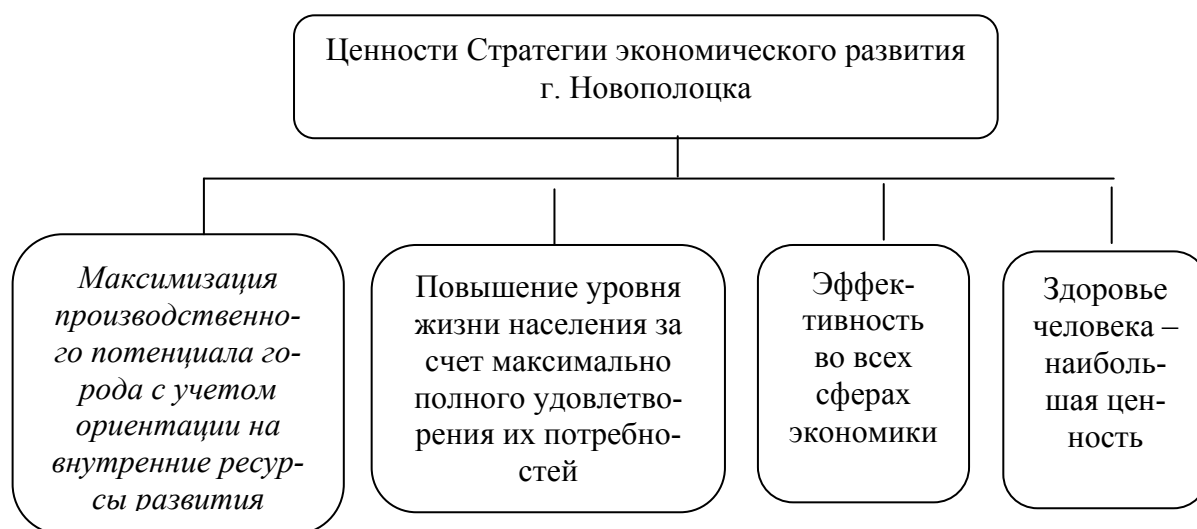 Ценности Стратегии экономического развития
г. Новополоцка
Максимизация
производственно-
го потенциала го-
рода с учетом
ориентации на
внутренние ресур-
сы развития
Повышение уровня
жизни населения за
счет максимально
полного удовлетво-
рения их потребно-
стей
Эффек-
тивность
во всех
сферах
экономики
Здоровье
человека –
наиболь-
шая цен-
ность